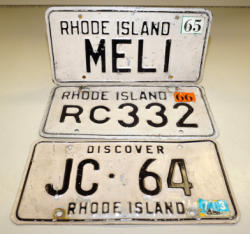 RHODE ISLAND 65
MELI
RHODE ISLAND 66
RC332
DISCOVER
JC·64
RHODE ISLAND